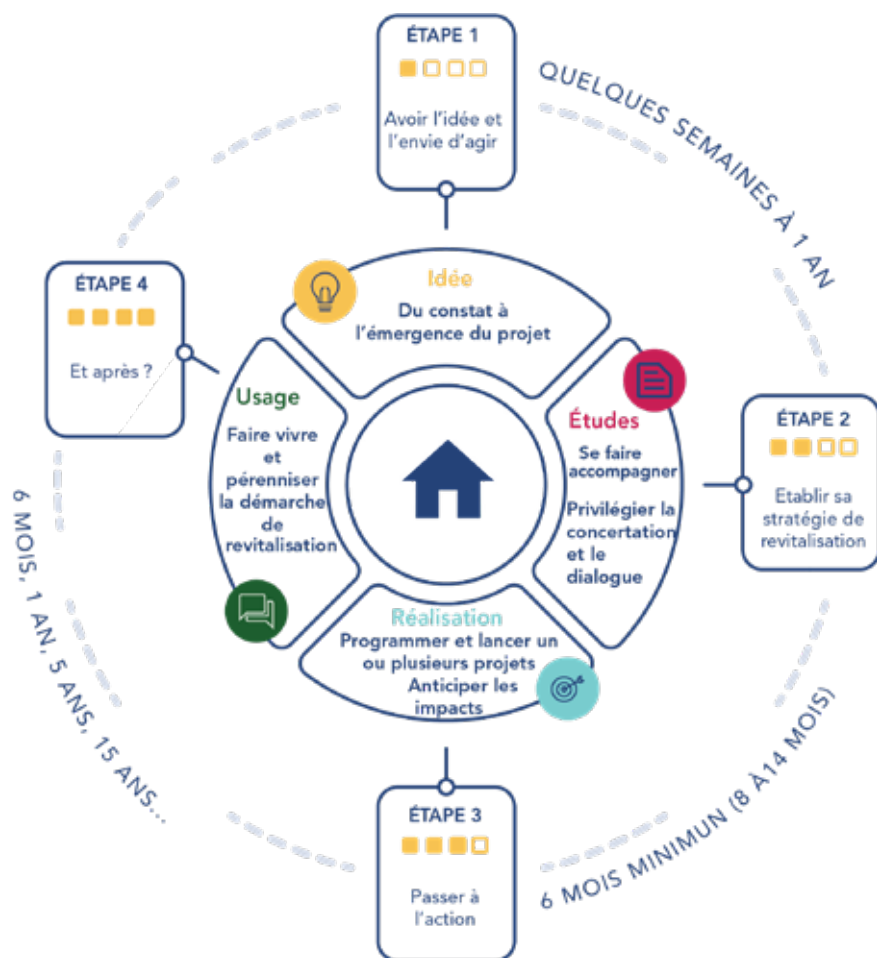 ÉTAPE 1
Avoir l'idée et
l'envie d'agir
QUELQUES SEMAINES À 1 AN
Idée
Du constat à
l'émergence du projet
ÉTAPE 2
Etablir sa
stratégie de
revitalisation
Études
Se faire
accompagner
Privilégier la
concertation
et le
dialogue
6 MOIS MINIMUN (8 À14 MOIS)
ÉTAPE 3
Passer à
l'action
Réalisation
Programmer et lancer un
ou plusieurs projets
Anticiper les
impacts
6 MOIS, 1 AN, 5 ANS, 15 ANS...
ÉTAPE 4
Et après ?
Usage
Faire vivre
et
pérenniser
la démarche
de
revitalisation